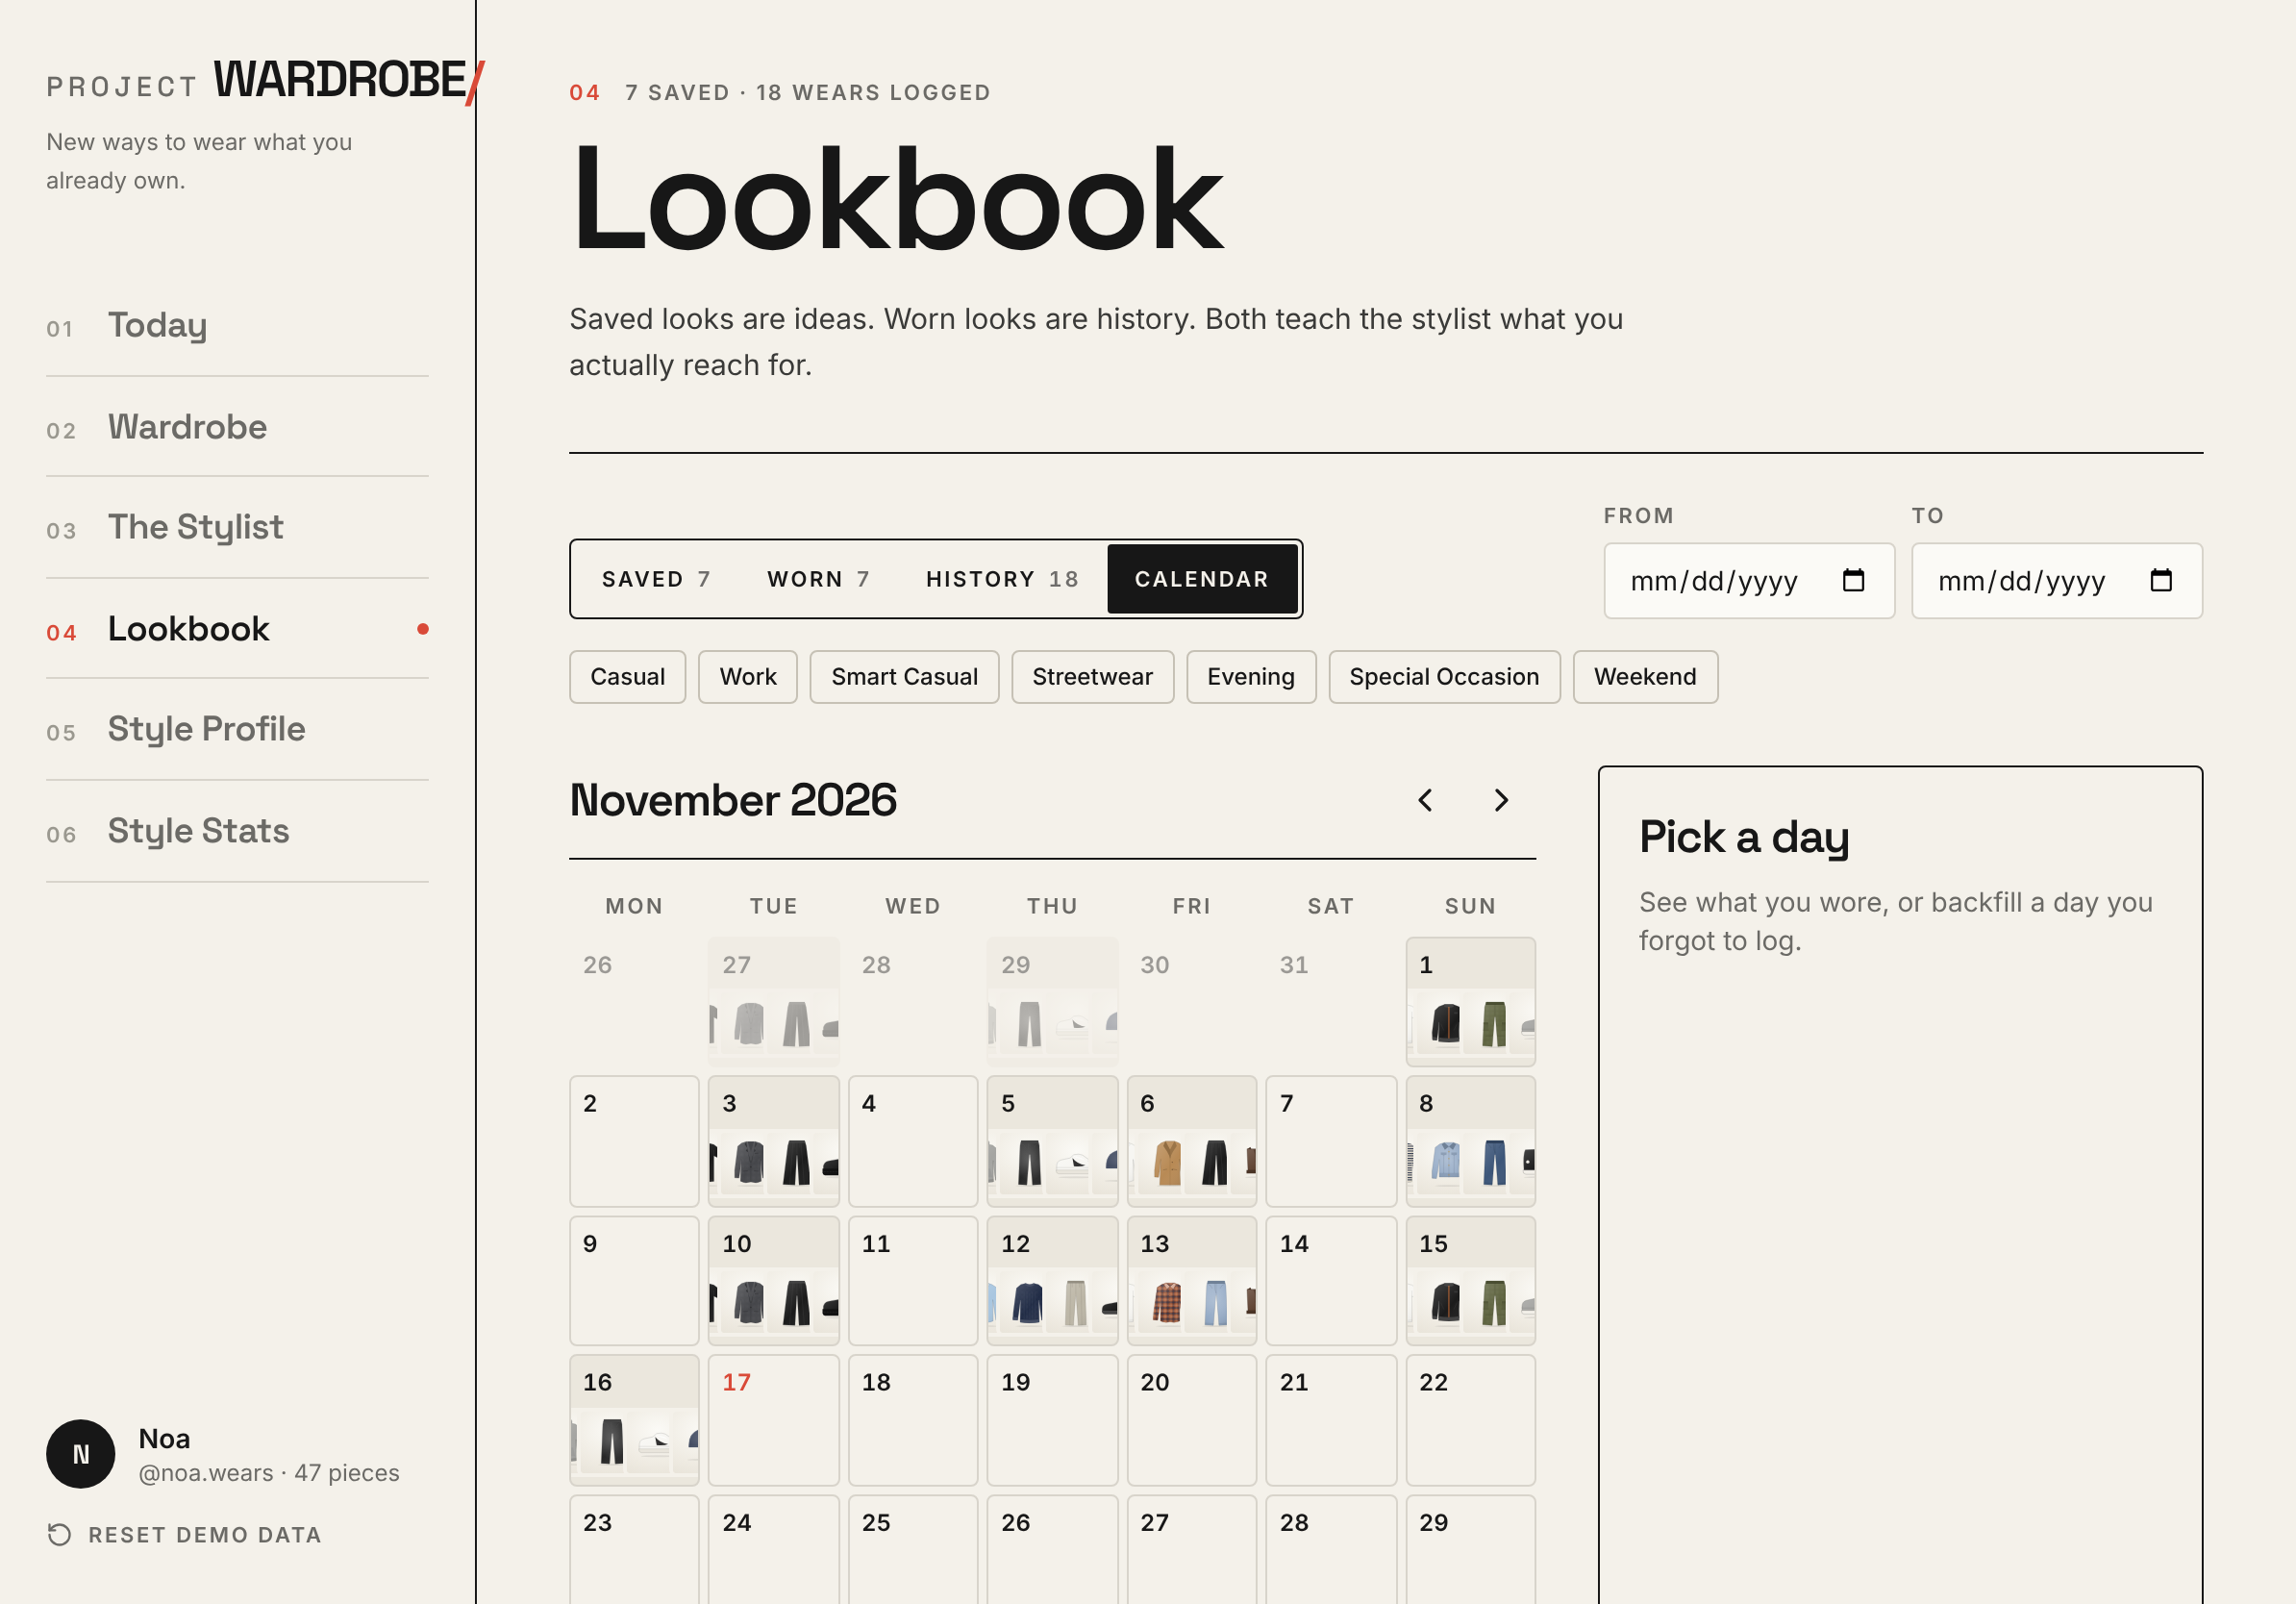 PROJECT WARDROBE/
New ways to wear what you
already own.
01 Today
02 Wardrobe
03 The Stylist
04 Lookbook
05 Style Profile
06 Style Stats
N
Noa
@noa.wears · 47 pieces
RESET DEMO DATA
04 7 SAVED · 18 WEARS LOGGED
Lookbook
Saved looks are ideas. Worn looks are history. Both teach the stylist what you
actually reach for.
SAVED 7 WORN 7 HISTORY 18 CALENDAR
FROM TO
mm/dd/yyyy mm/dd/yyyy
Casual Work Smart Casual Streetwear Evening Special Occasion Weekend
November 2026
MON TUE WED THU FRI SAT SUN
26 27 28 29 30 31 1
2 3 4 5 6 7 8
9 10 11 12 13 14 15
16 17 18 19 20 21 22
23 24 25 26 27 28 29
Pick a day
See what you wore, or backfill a day you
forgot to log.